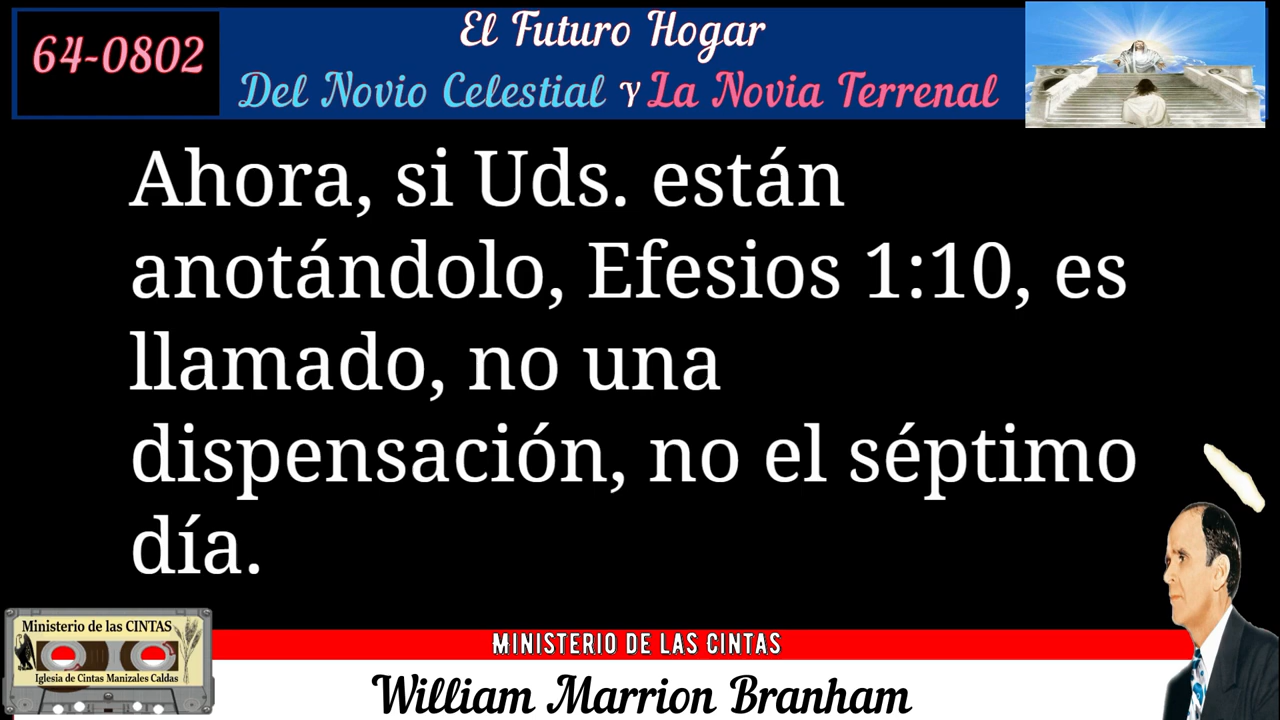 64-0802
El Futuro Hogar
Del Novio Celestial Y La Novia Terrenal
Ahora, si Uds. están
anotándolo, Efesios 1:10, es
llamado, no una
dispensación, no el séptimo
día.
Ministerio de las CINTAS
Iglesia de Cintas Manizales Caldas
MINISTERIO DE LAS CINTAS
William Marrion Branham